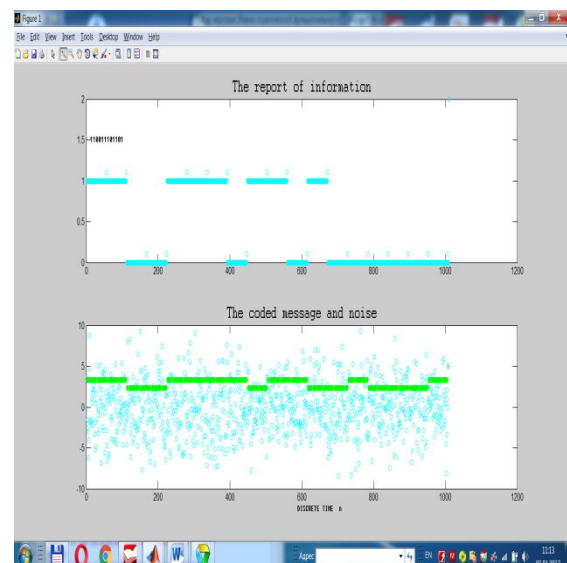 Figure 1
File Edit View Insert Tools Desktop Window Help
The report of information
2
1.5
110011101101
1
0.5
0
0 200 400 600 800 1000 1200
The coded message and noise
10
5
0
-5
-10
0 200 400 600 800 1000 1200
DISCRETE TIME n
Адрес EN 11:13